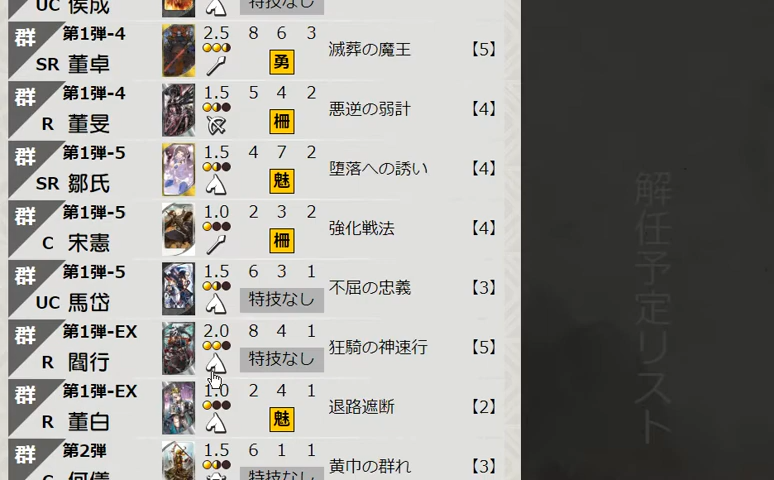 UC 侯成 特技なし
群 第1弾-4 2.5 8 6 3 滅葬の魔王 【5】
SR 董卓 勇
群 第1弾-4 1.5 5 4 2 悪逆の弱計 【4】
R 董旻 柵
群 第1弾-5 1.5 4 7 2 堕落への誘い 【4】
SR 鄒氏 魅
群 第1弾-5 1.0 2 3 2 強化戦法 【4】
C 宋憲 柵
群 第1弾-5 1.5 6 3 1 不屈の忠義 【3】
UC 馬岱 特技なし
群 第1弾-EX 2.0 8 4 1 狂騎の神速行 【5】
R 閻行 特技なし
群 第1弾-EX 1.0 2 4 1 退路遮断 【2】
R 董白 魅
群 第2弾 1.5 6 1 1 黄巾の群れ 【3】
C 何儀 特技なし
解任予定リスト